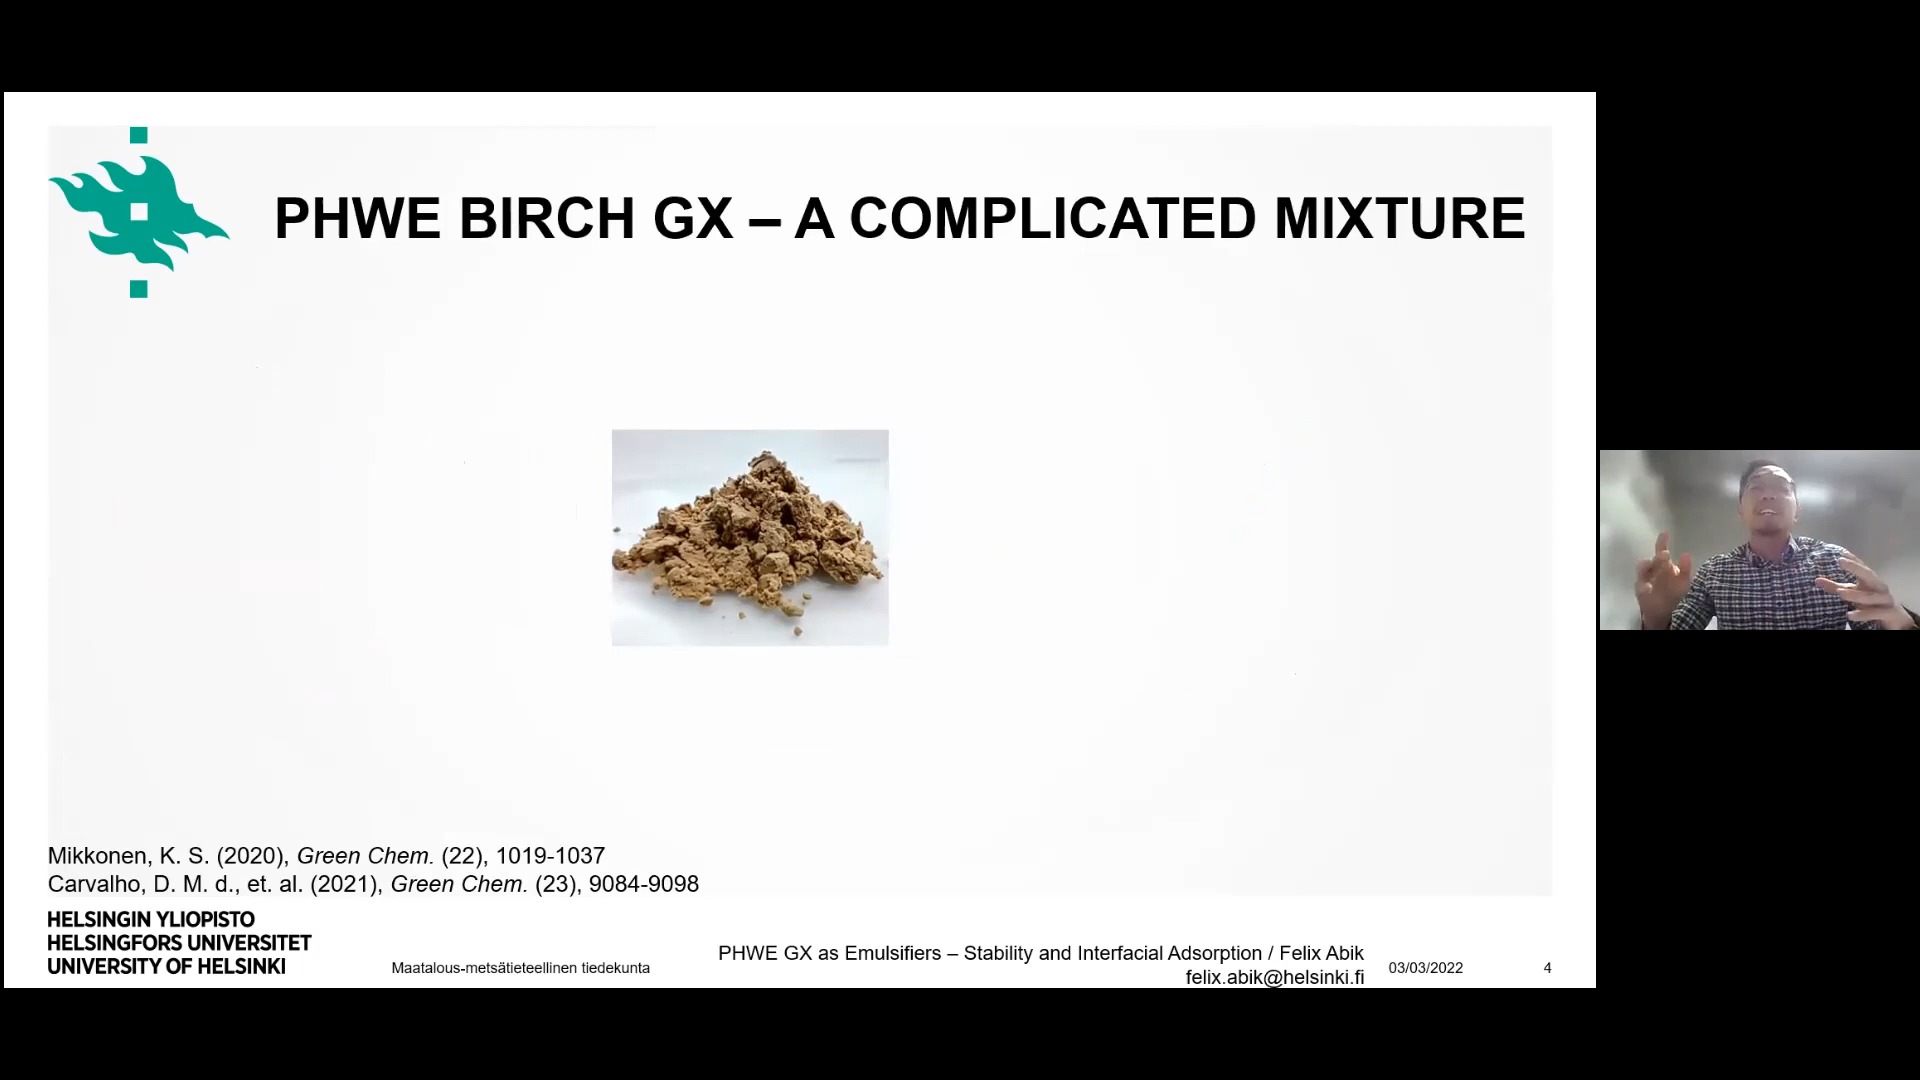 PHWE BIRCH GX – A COMPLICATED MIXTURE
Mikkonen, K. S. (2020), Green Chem. (22), 1019-1037
Carvalho, D. M. d., et. al. (2021), Green Chem. (23), 9084-9098
HELSINGIN YLIOPISTO
HELSINGFORS UNIVERSITET
UNIVERSITY OF HELSINKI
Maatalous-metsätieteellinen tiedekunta
PHWE GX as Emulsifiers – Stability and Interfacial Adsorption / Felix Abik
felix.abik@helsinki.fi
03/03/2022
4